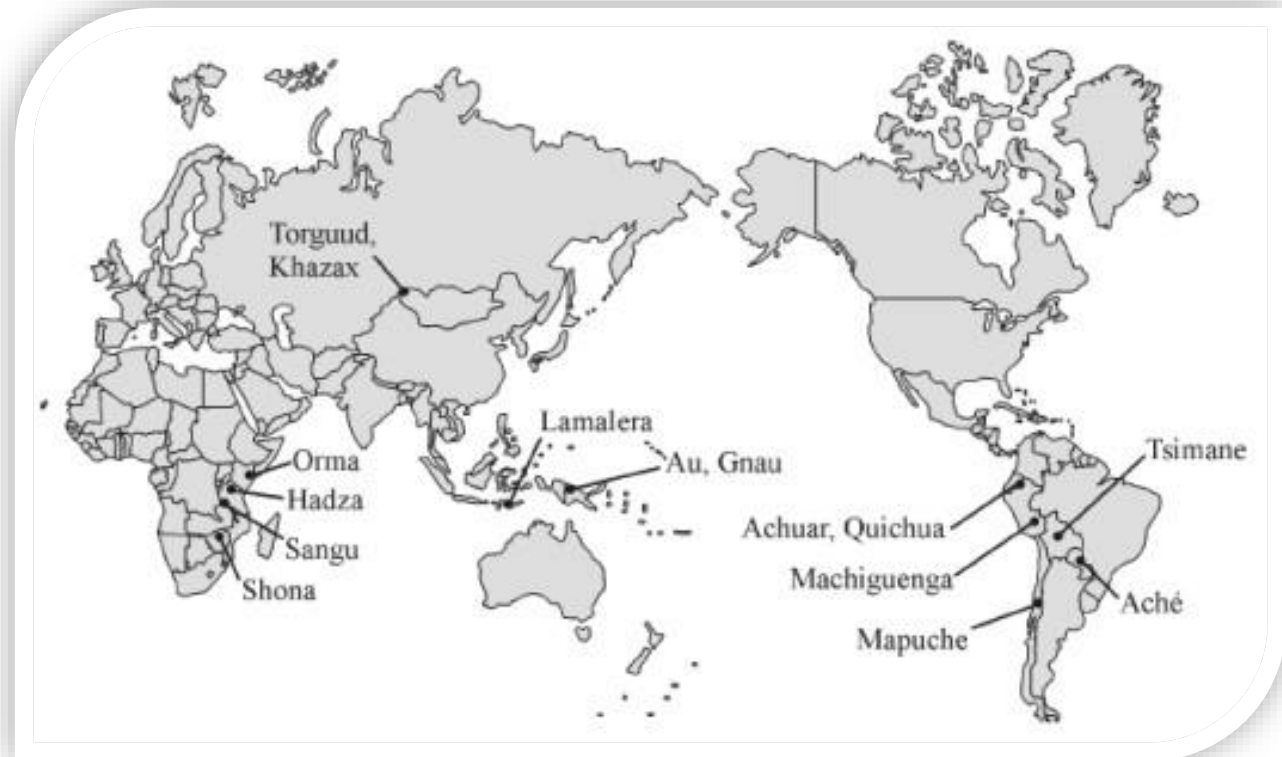 Torguud,
Khazax
Lamalera
Au, Gnau
Orma
Hadza
Sangu
Shona
Tsimane
Achuar, Quichua
Machiguenga
Aché
Mapuche